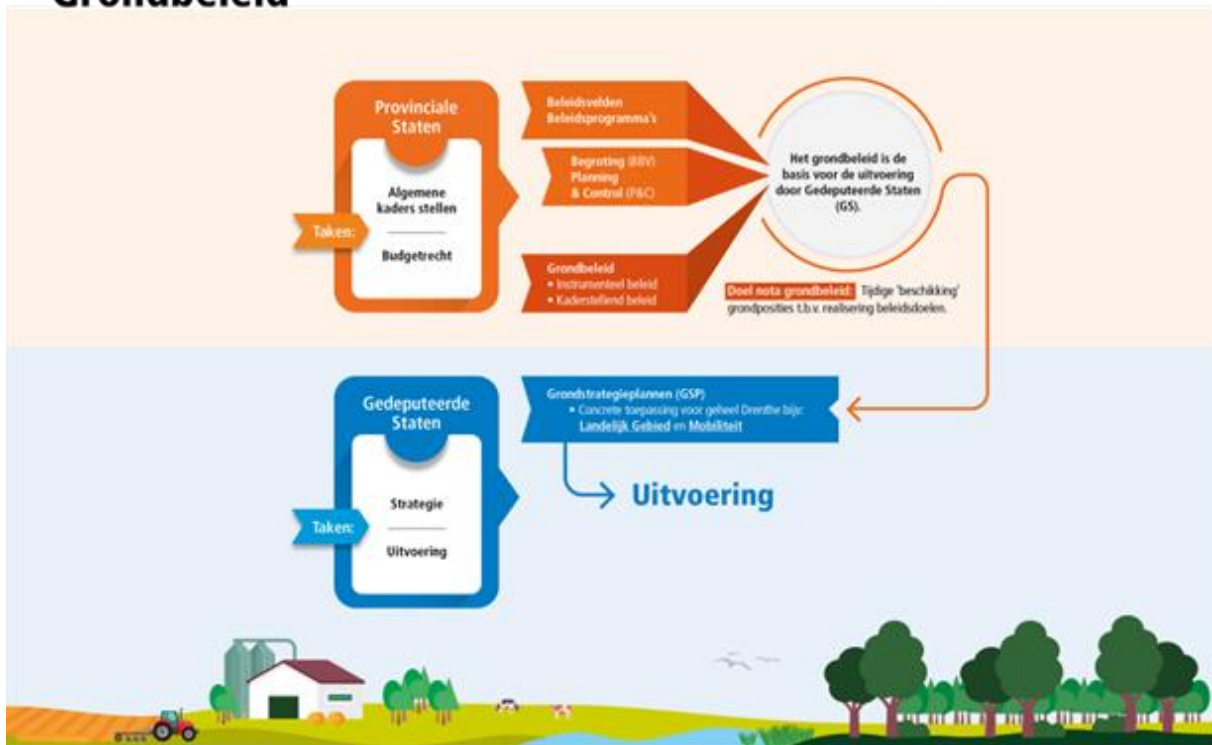 Grondbeleid
Provinciale
Staten
Taken:
Algemene
kaders stellen
Budgetrecht
Beleidsvelden
Beleidsprogramma's
Begroting (BBV)
Planning
& Control (P&C)
Grondbeleid
• Instrumenteel beleid
• Kaderstellend beleid
Het grondbeleid is de
basis voor de uitvoering
door Gedeputeerde Staten
(GS).
Doel nota grondbeleid: Tijdige 'beschikking'
grondposities t.b.v. realisering beleidsdoelen.
Gedeputeerde
Staten
Taken:
Strategie
Uitvoering
Grondstrategieplannen (GSP)
• Concrete toepassing voor geheel Drenthe bijv:
Landelijk Gebied en Mobiliteit
Uitvoering